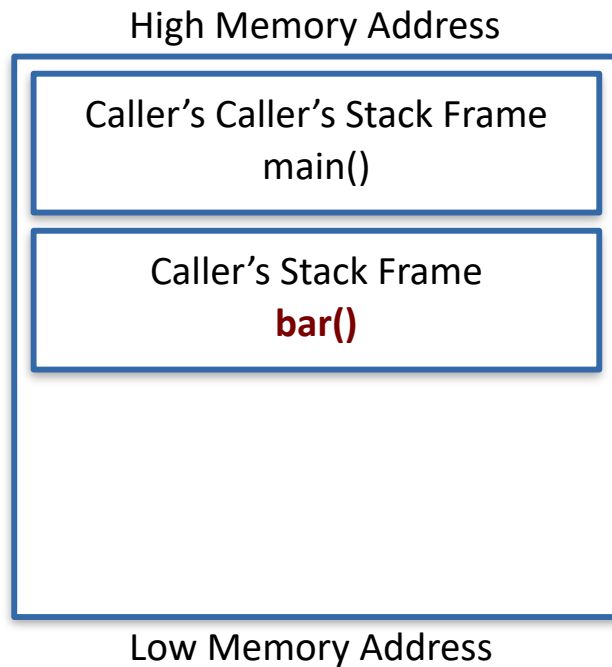 High Memory Address
Caller’s Caller’s Stack Frame
main()
Caller’s Stack Frame
bar()
Low Memory Address